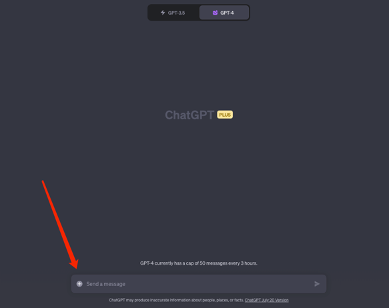 GPT-3.5 GPT-4
ChatGPT PLUS
GPT-4 currently has a cap of 50 messages every 3 hours.
Send a message
ChatGPT may produce inaccurate information about people, places, or facts. ChatGPT July 20 Version